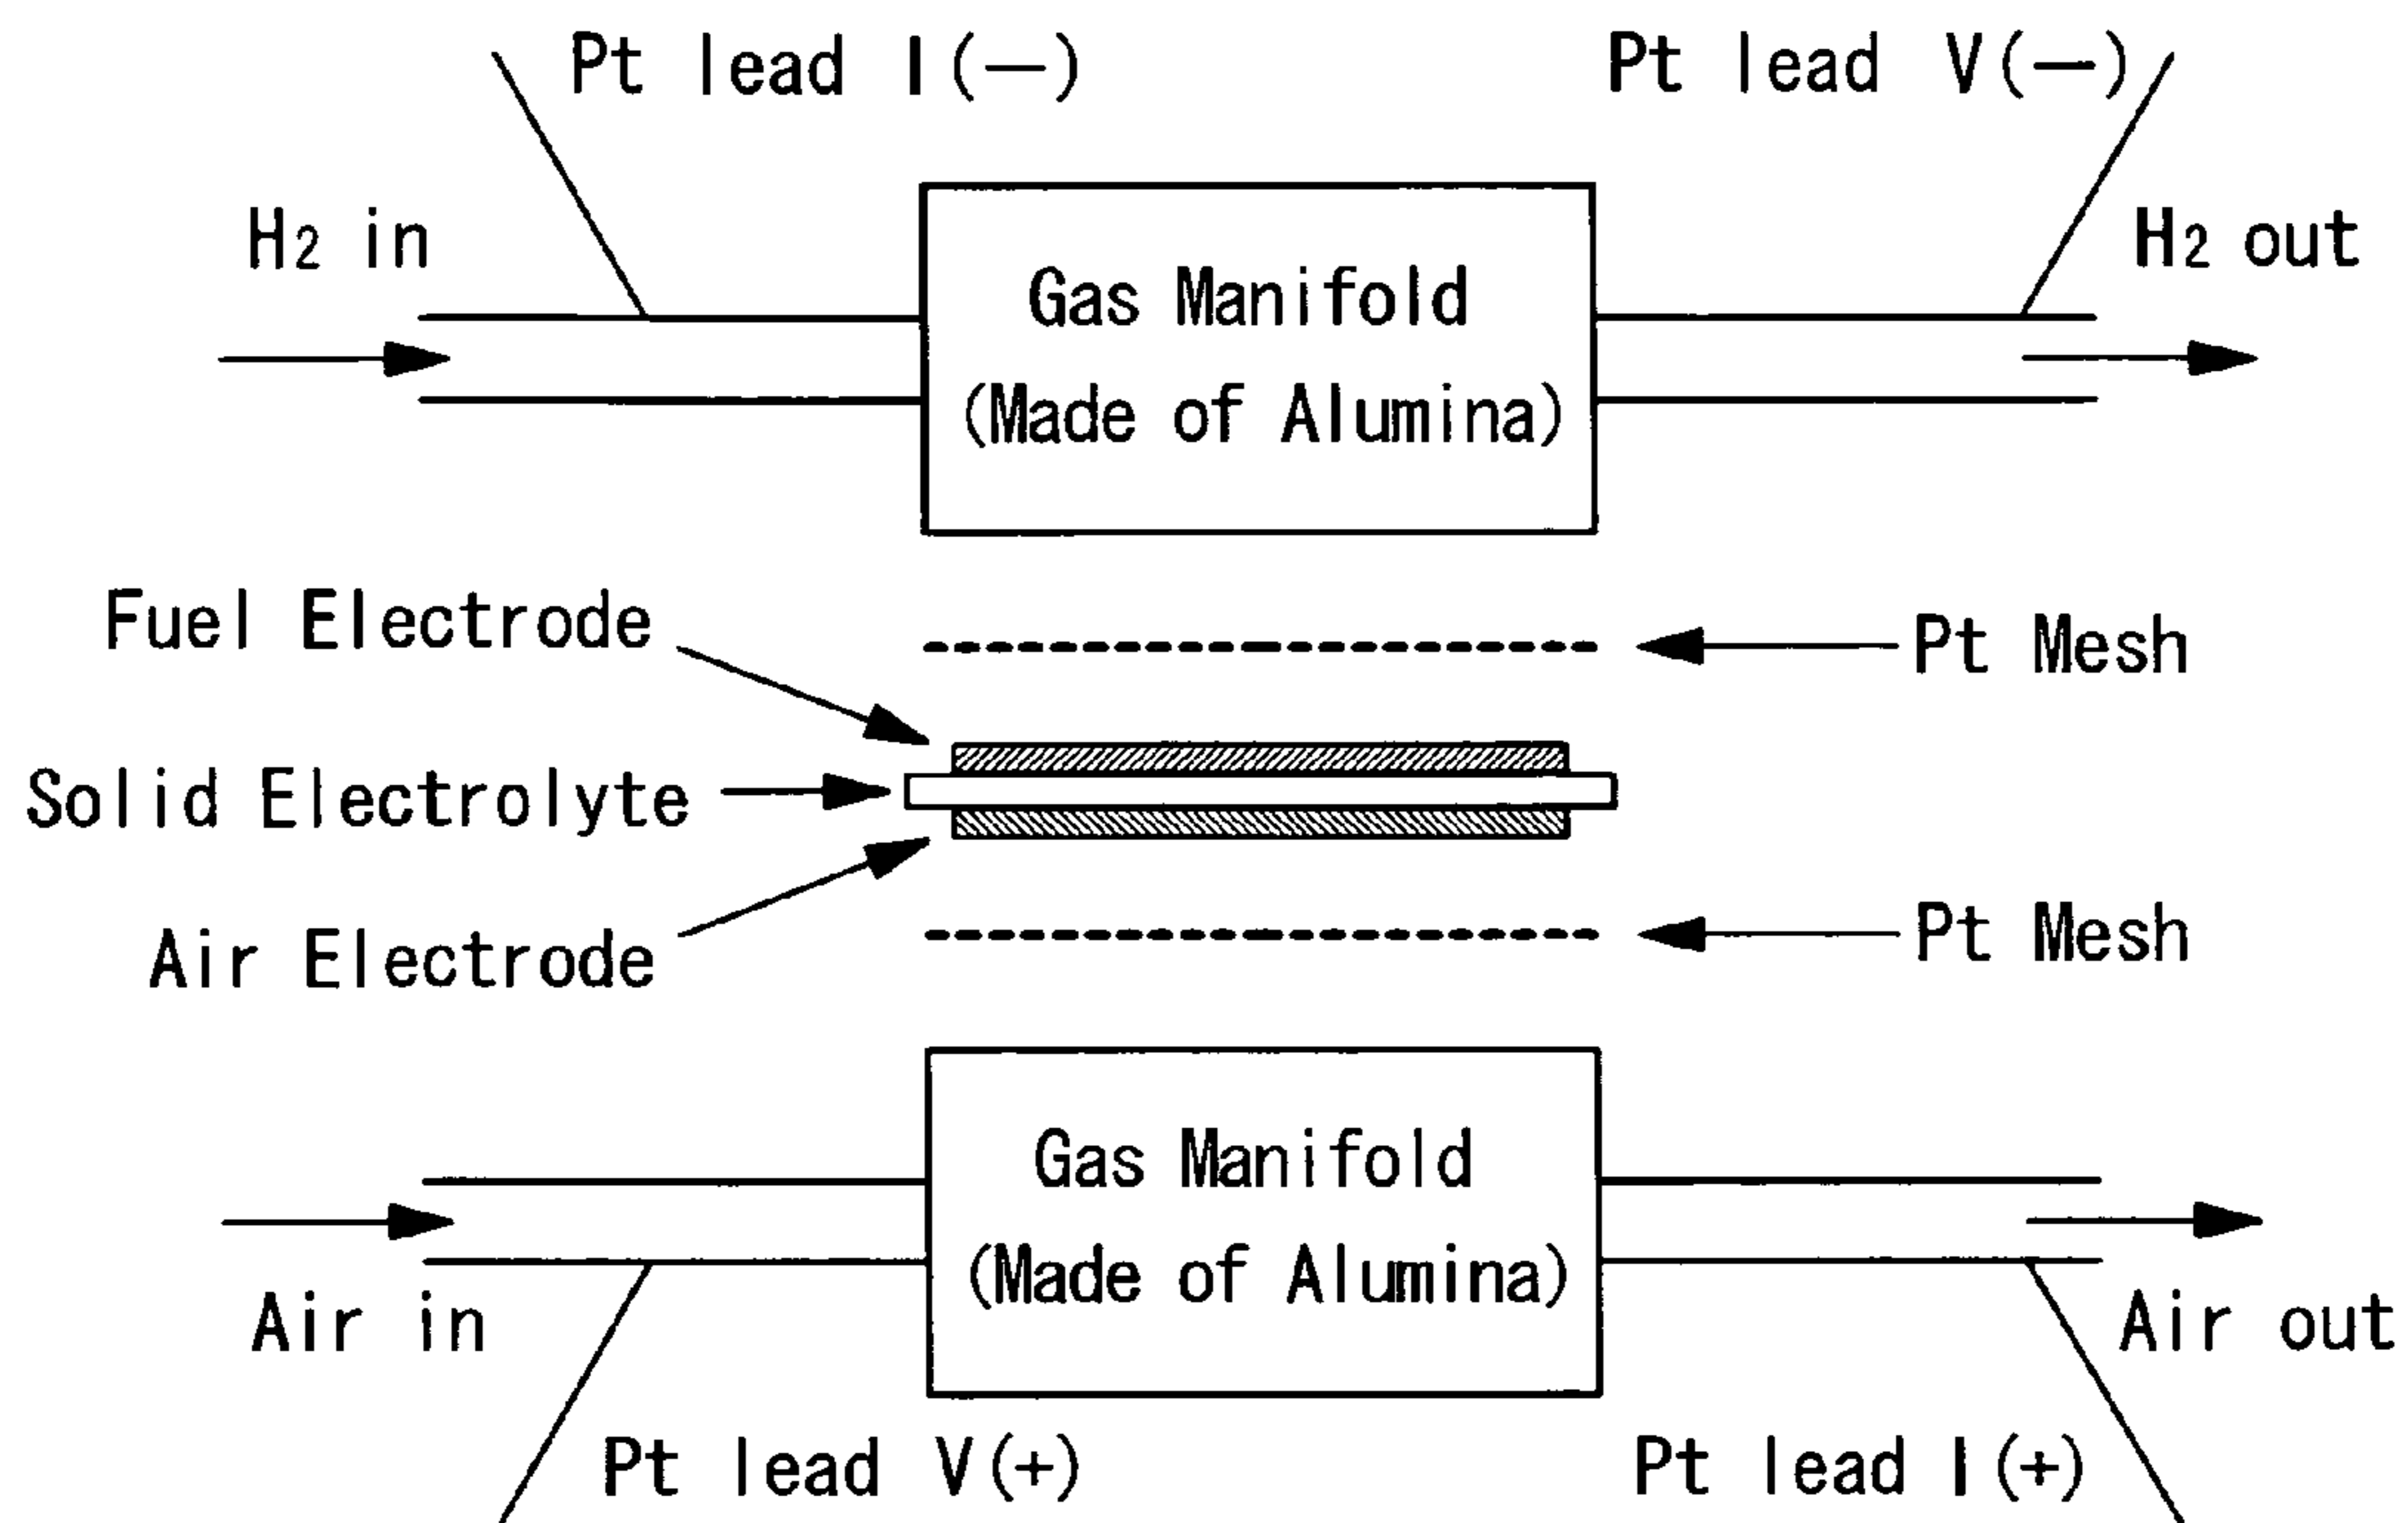 Pt lead I(—)
Pt lead V(—)
H2 in
H2 out
Gas Manifold
(Made of Alumina)
Fuel Electrode
Pt Mesh
Solid Electrolyte
Air Electrode
Pt Mesh
Gas Manifold
(Made of Alumina)
Air in
Air out
Pt lead V(+)
Pt lead I(+)